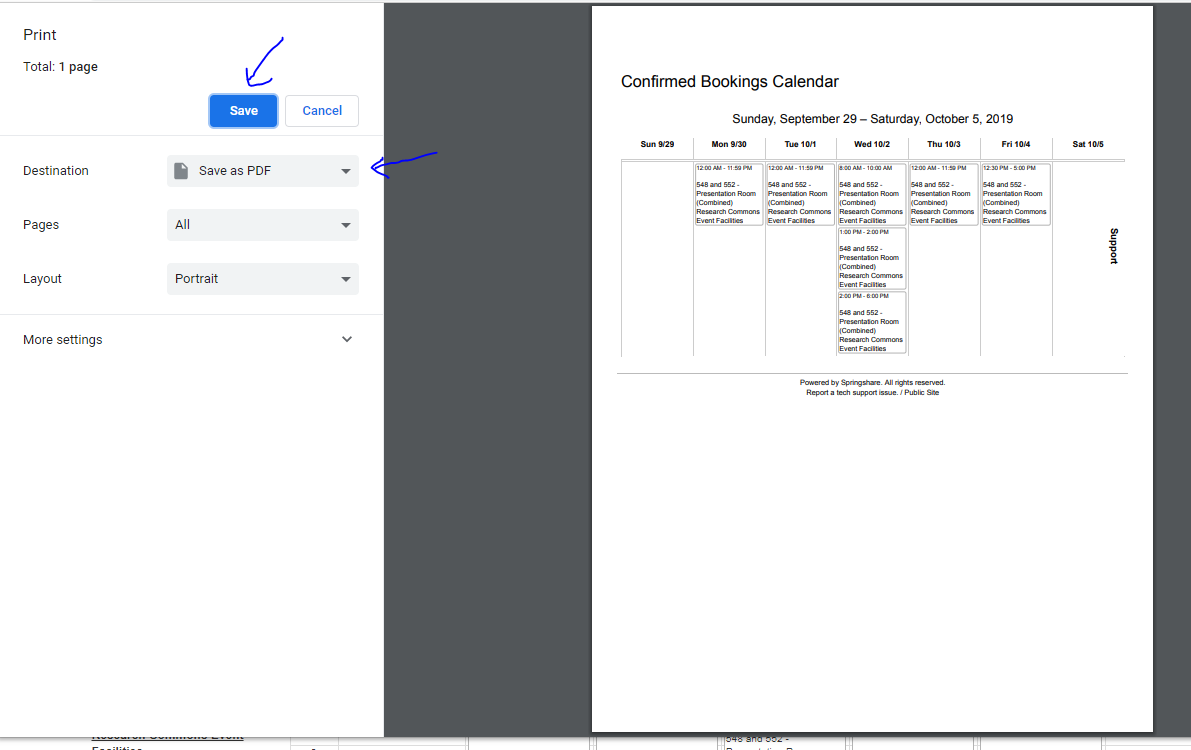 Print
Total: 1 page
Save
Cancel
Destination
Save as PDF
Pages
All
Layout
Portrait
More settings
Confirmed Bookings Calendar
Sunday, September 29 – Saturday, October 5, 2019
Sun 9/29 Mon 9/30 Tue 10/1 Wed 10/2 Thu 10/3 Fri 10/4 Sat 10/5
12:00 AM - 11:59 PM
548 and 552 -
Presentation Room
(Combined)
Research Commons
Event Facilities
12:00 AM - 11:59 PM
548 and 552 -
Presentation Room
(Combined)
Research Commons
Event Facilities
8:00 AM - 10:00 AM
548 and 552 -
Presentation Room
(Combined)
Research Commons
Event Facilities
1:00 PM - 2:00 PM
548 and 552 -
Presentation Room
(Combined)
Research Commons
Event Facilities
2:00 PM - 6:00 PM
548 and 552 -
Presentation Room
(Combined)
Research Commons
Event Facilities
12:00 AM - 11:59 PM
548 and 552 -
Presentation Room
(Combined)
Research Commons
Event Facilities
12:30 PM - 5:00 PM
548 and 552 -
Presentation Room
(Combined)
Research Commons
Event Facilities
Support
Powered by Springshare. All rights reserved.
Report a tech support issue. / Public Site
Research Commons Event
548 and 552 -